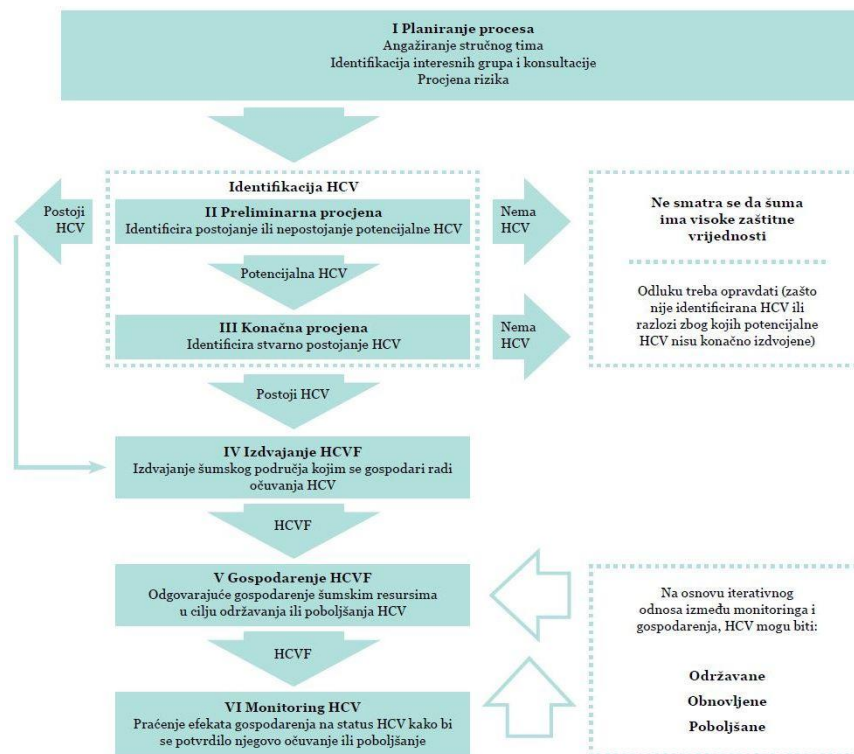 I Planiranje procesa
Angažiranje stručnog tima
Identifikacija interesnih grupa i konsultacije
Procjena rizika
Identifikacija HCV
Postoji
HCV
II Preliminarna procjena
Identificira postojanje ili nepostojanje potencijalne HCV
Nema
HCV
Ne smatra se da šuma
ima visoke zaštitne
vrijednosti
Potencijalna HCV
III Konačna procjena
Identificira stvarno postojanje HCV
Nema
HCV
Odluku treba opravdati (zašto
nije identificirana HCV ili
razlozi zbog kojih potencijalne
HCV nisu konačno izdvojene)
Postoji HCV
IV Izdvajanje HCVF
Izdvajanje šumskog područja kojim se gospodari radi
očuvanja HCV
HCVF
V Gospodarenje HCVF
Odgovarajuće gospodarenje šumskim resursima
u cilju održavanja ili poboljšanja HCV
HCVF
VI Monitoring HCV
Praćenje efekata gospodarenja na status HCV kako bi
se potvrdilo njegovo očuvanje ili poboljšanje
Na osnovu iterativnog
odnosa između monitoringa i
gospodarenja, HCV mogu biti:
Održavane
Obnovljene
Poboljšane